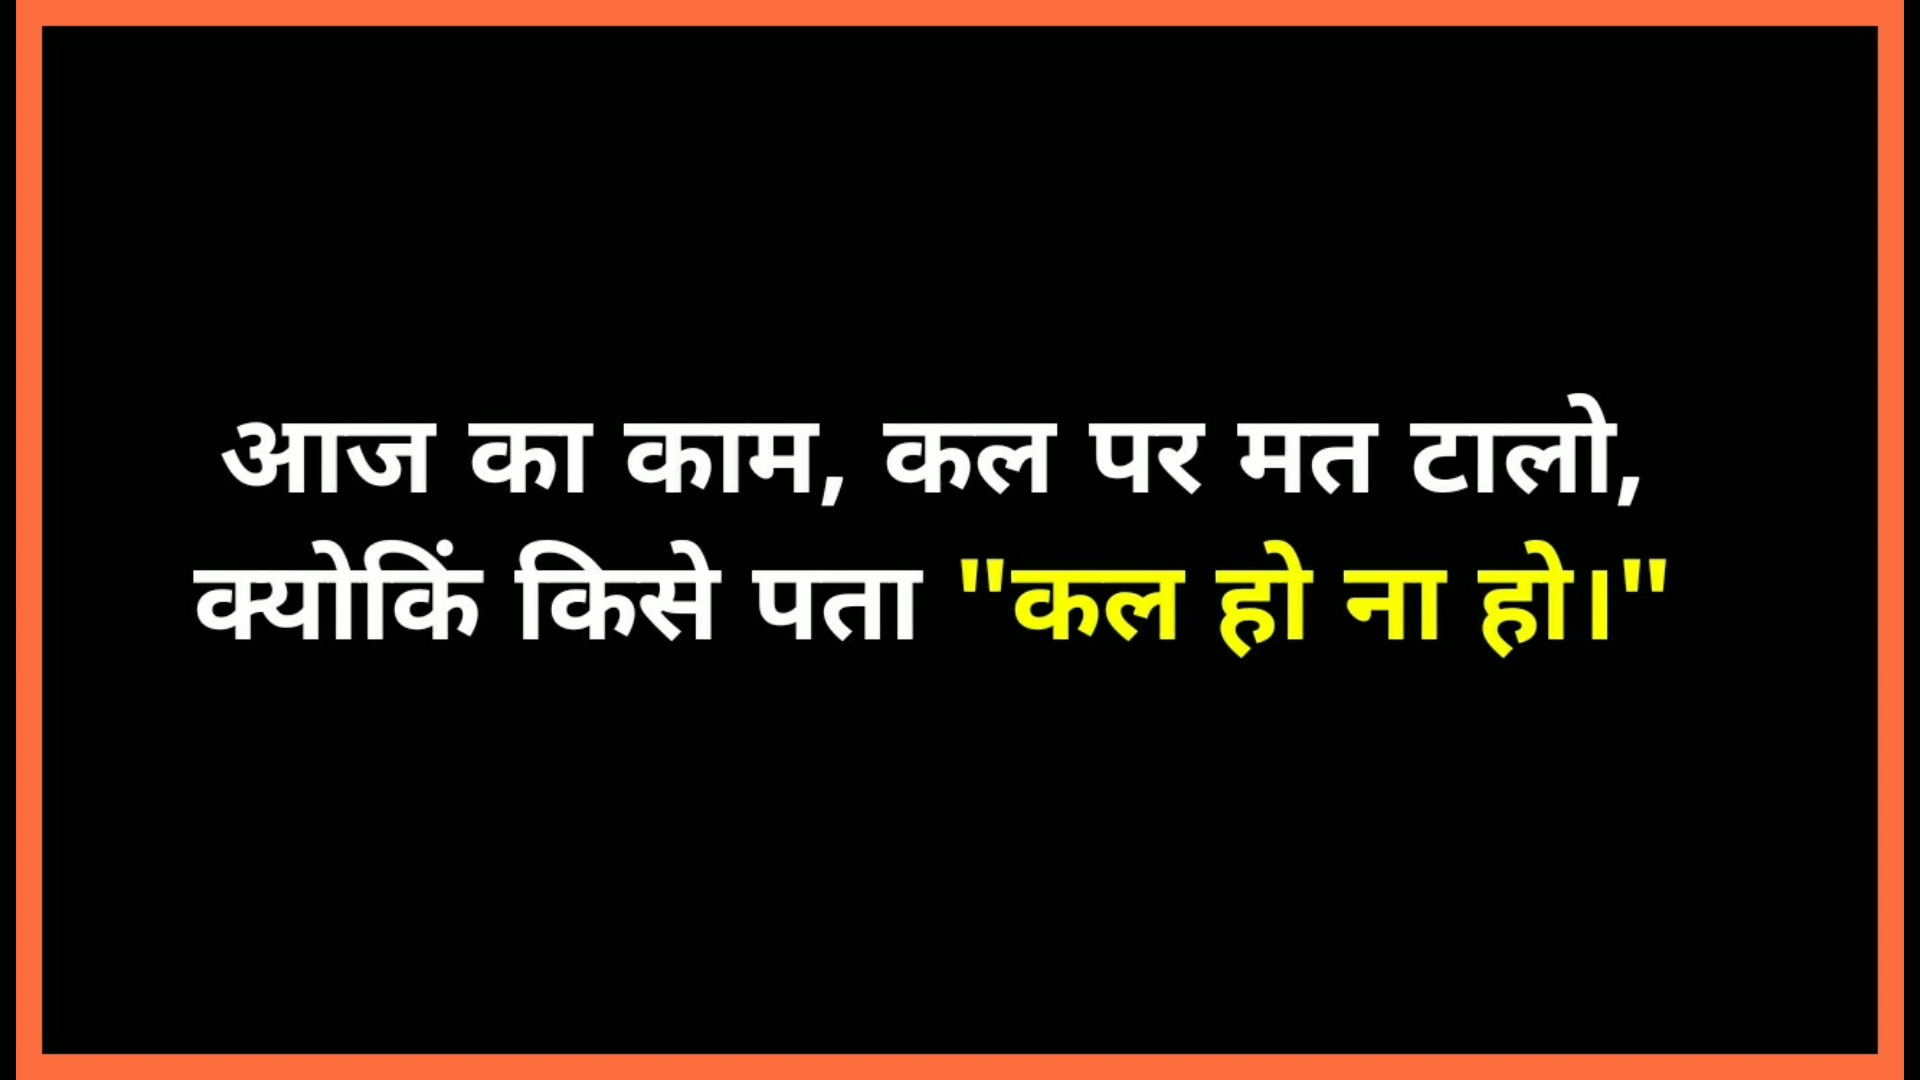 आज का काम, कल पर मत टालो,
क्योकिं किसे पता "कल हो ना हो।"